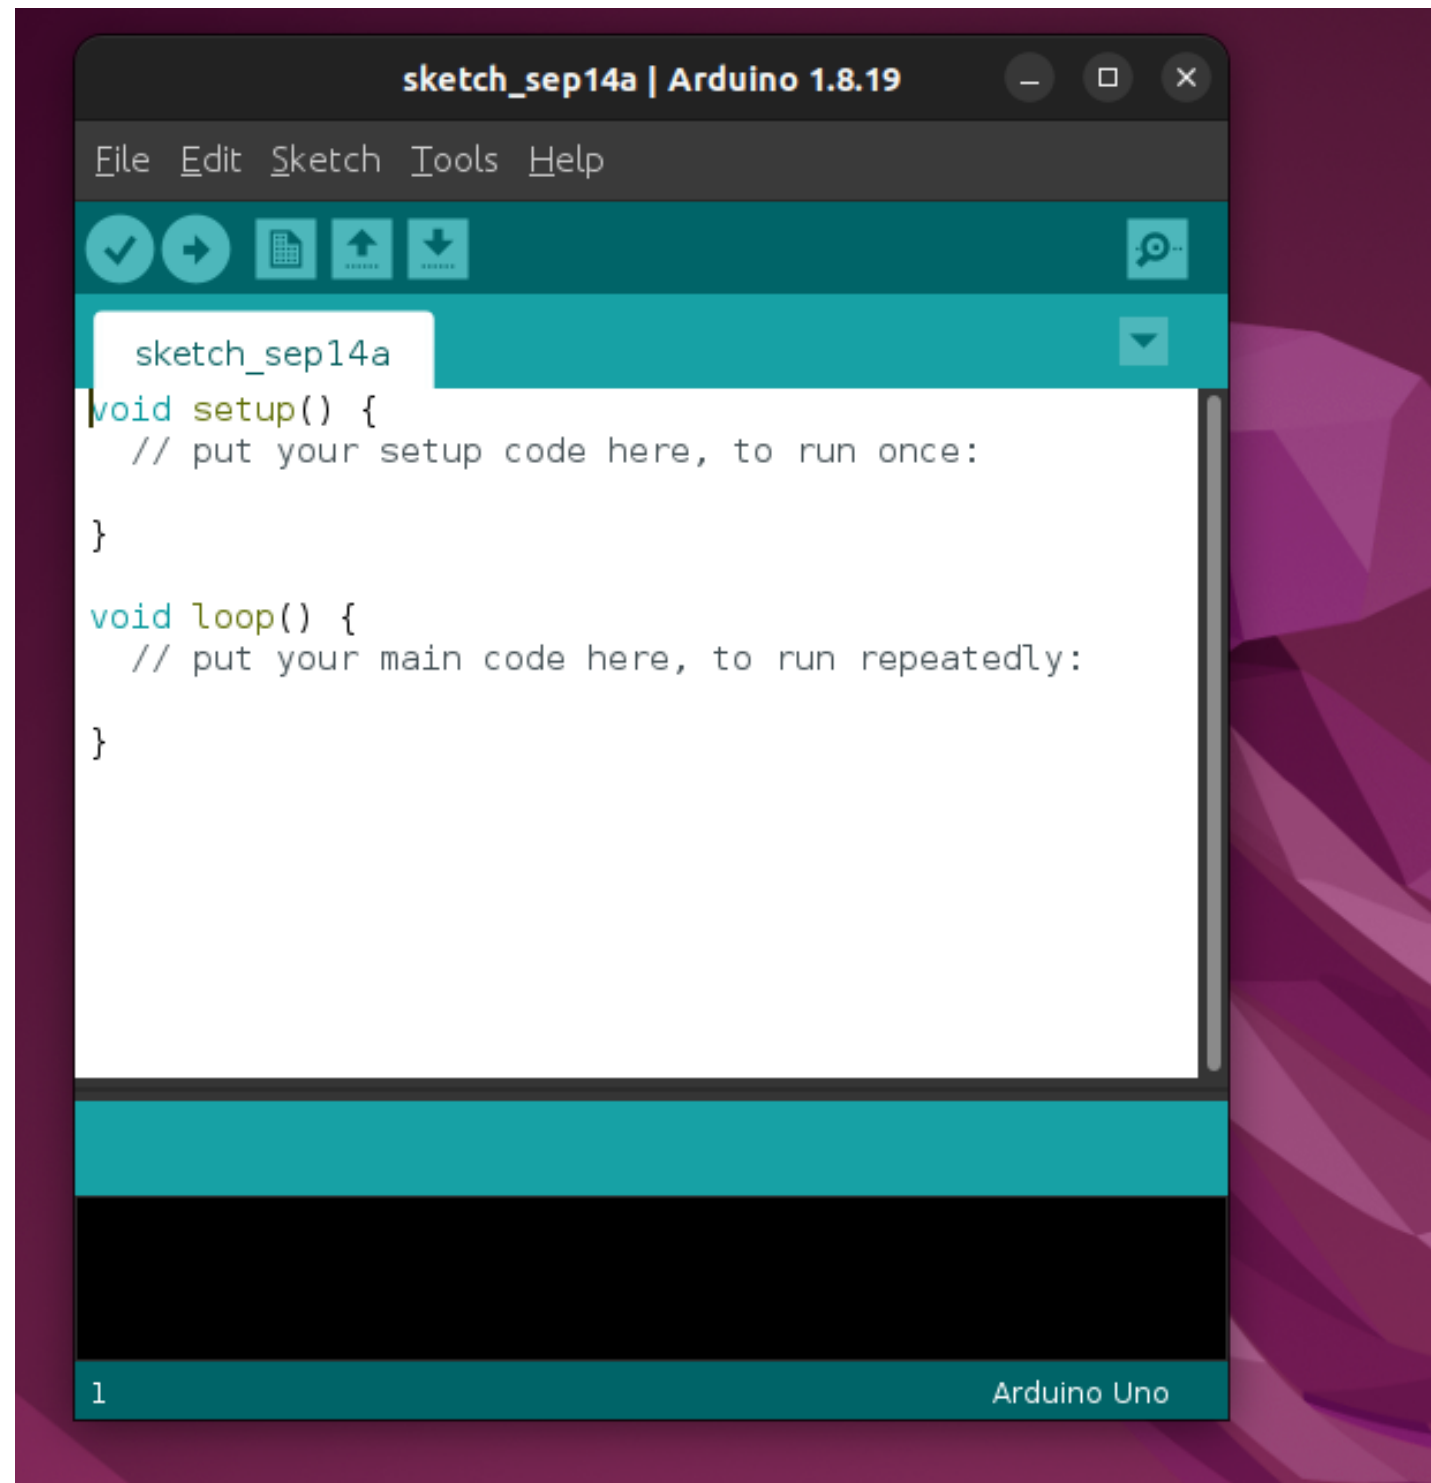 sketch_sep14a | Arduino 1.8.19
File Edit Sketch Tools Help
sketch_sep14a
void setup() {
  // put your setup code here, to run once:
}
void loop() {
  // put your main code here, to run repeatedly:
}
1 Arduino Uno